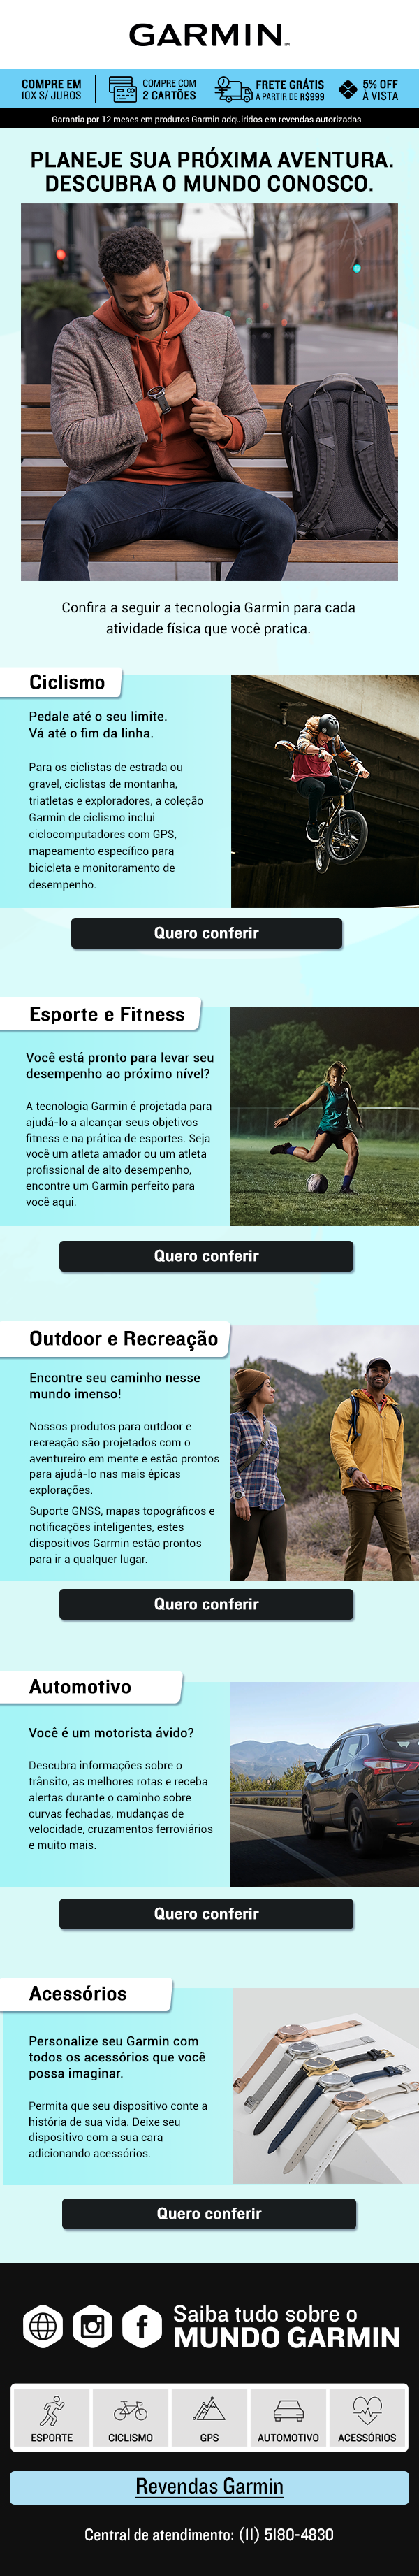 GARMIN™
COMPRE EM
10X S/ JUROS
COMPRE COM
2 CARTÕES
FRETE GRÁTIS
A PARTIR DE R$999
5% OFF
À VISTA
Garantia por 12 meses em produtos Garmin adquiridos em revendas autorizadas
PLANEJE SUA PRÓXIMA AVENTURA.
DESCUBRA O MUNDO CONOSCO.
Confira a seguir a tecnologia Garmin para cada
atividade física que você pratica.
Ciclismo
Pedale até o seu limite.
Vá até o fim da linha.
Para os ciclistas de estrada ou
gravel, ciclistas de montanha,
triatletas e exploradores, a coleção
Garmin de ciclismo inclui
ciclocomputadores com GPS,
mapeamento específico para
bicicleta e monitoramento de
desempenho.
Quero conferir
Esporte e Fitness
Você está pronto para levar seu
desempenho ao próximo nível?
A tecnologia Garmin é projetada para
ajudá-lo a alcançar seus objetivos
fitness e na prática de esportes. Seja
você um atleta amador ou um atleta
profissional de alto desempenho,
encontre um Garmin perfeito para
você aqui.
Quero conferir
Outdoor e Recreação
Encontre seu caminho nesse
mundo imenso!
Nossos produtos para outdoor e
recreação são projetados com o
aventureiro em mente e estão prontos
para ajudá-lo nas mais épicas
explorações.
Suporte GNSS, mapas topográficos e
notificações inteligentes, estes
dispositivos Garmin estão prontos
para ir a qualquer lugar.
Quero conferir
Automotivo
Você é um motorista ávido?
Descubra informações sobre o
trânsito, as melhores rotas e receba
alertas durante o caminho sobre
curvas fechadas, mudanças de
velocidade, cruzamentos ferroviários
e muito mais.
Quero conferir
Acessórios
Personalize seu Garmin com
todos os acessórios que você
possa imaginar.
Permita que seu dispositivo conte a
história de sua vida. Deixe seu
dispositivo com a sua cara
adicionando acessórios.
Quero conferir
Saiba tudo sobre o
MUNDO GARMIN
ESPORTE
CICLISMO
GPS
AUTOMOTIVO
ACESSÓRIOS
Revendas Garmin
Central de atendimento: (11) 5180-4830